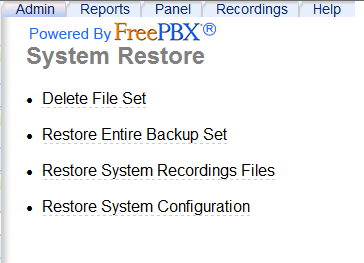 Admin Reports Panel Recordings Help
Powered By FreePBX®
System Restore
Delete File Set
Restore Entire Backup Set
Restore System Recordings Files
Restore System Configuration